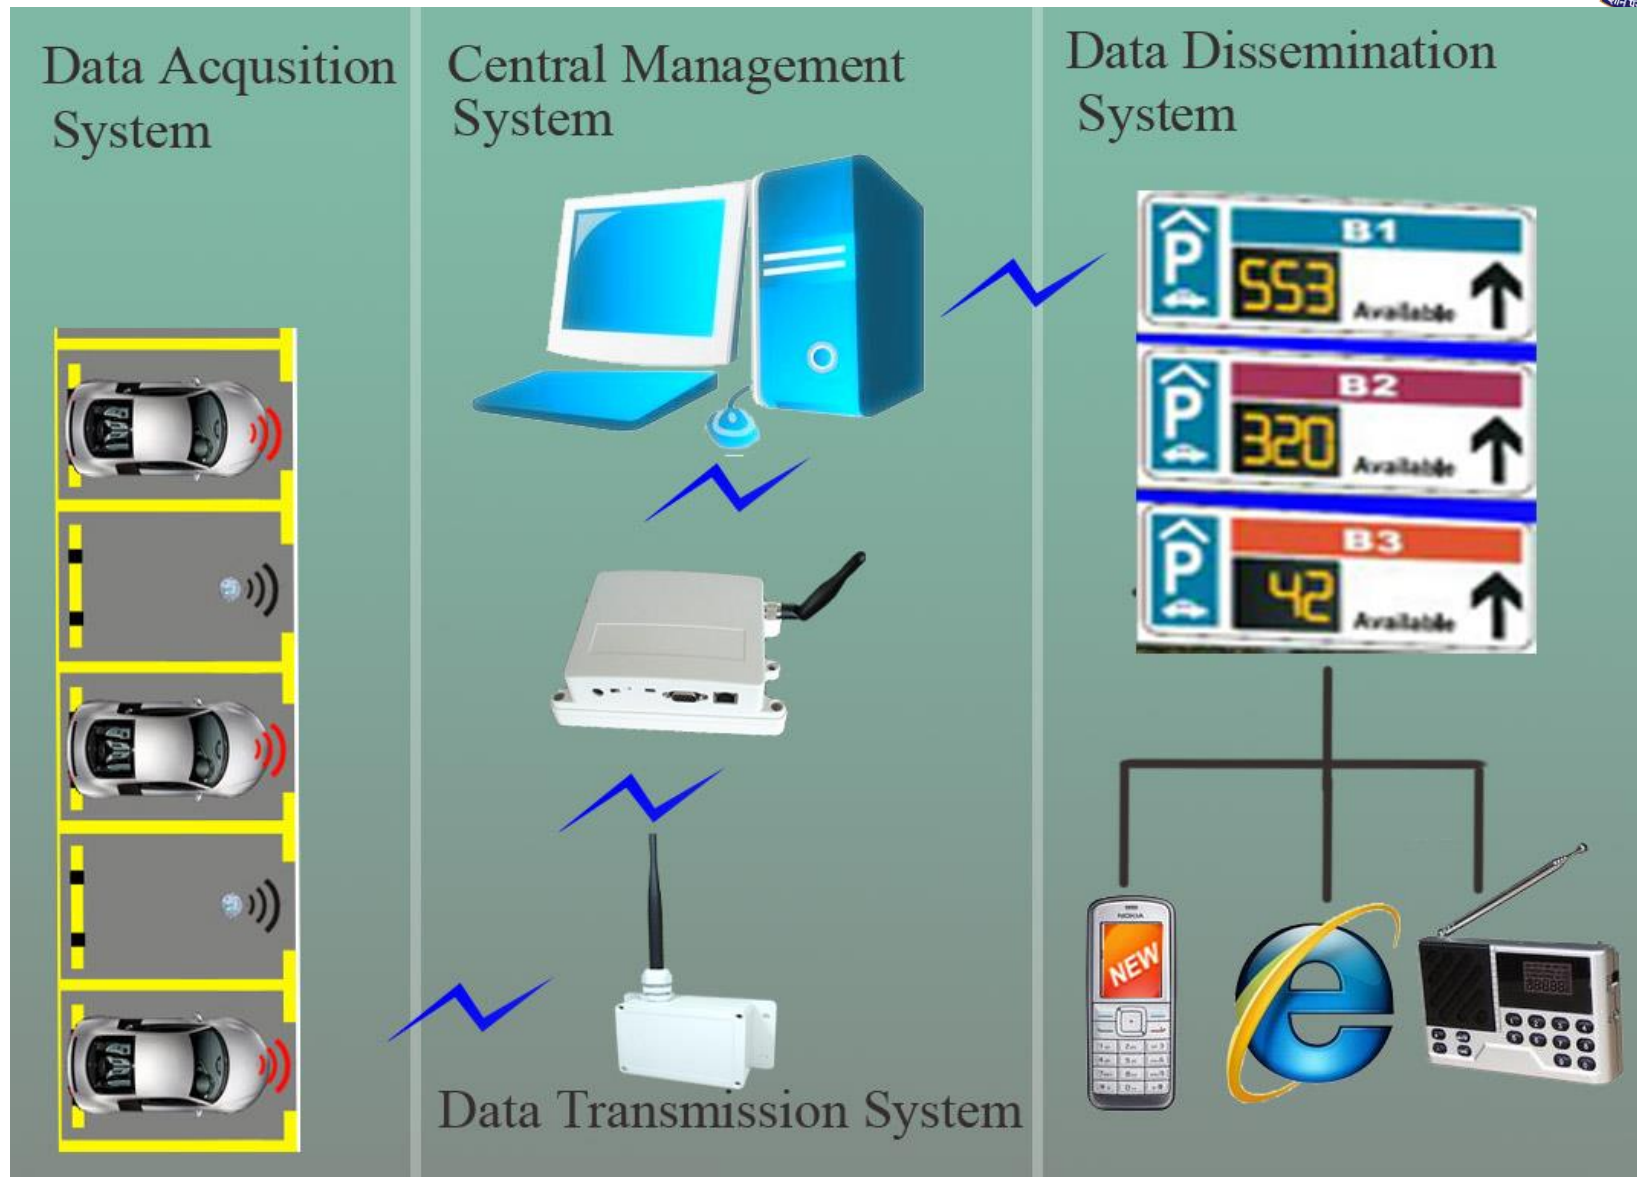 Data Acqusition
System
Central Management
System
Data Dissemination
System
P
B1
553
Available
P
B2
320
Available
P
B3
42
Available
NOKIA
NEW
Data Transmission System